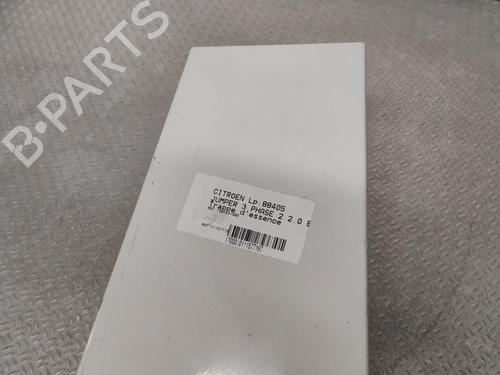 B-PARTS
CITROEN Lp.88405
JUMPER 3 PHASE 2 2.0 B
Trappe d'essence